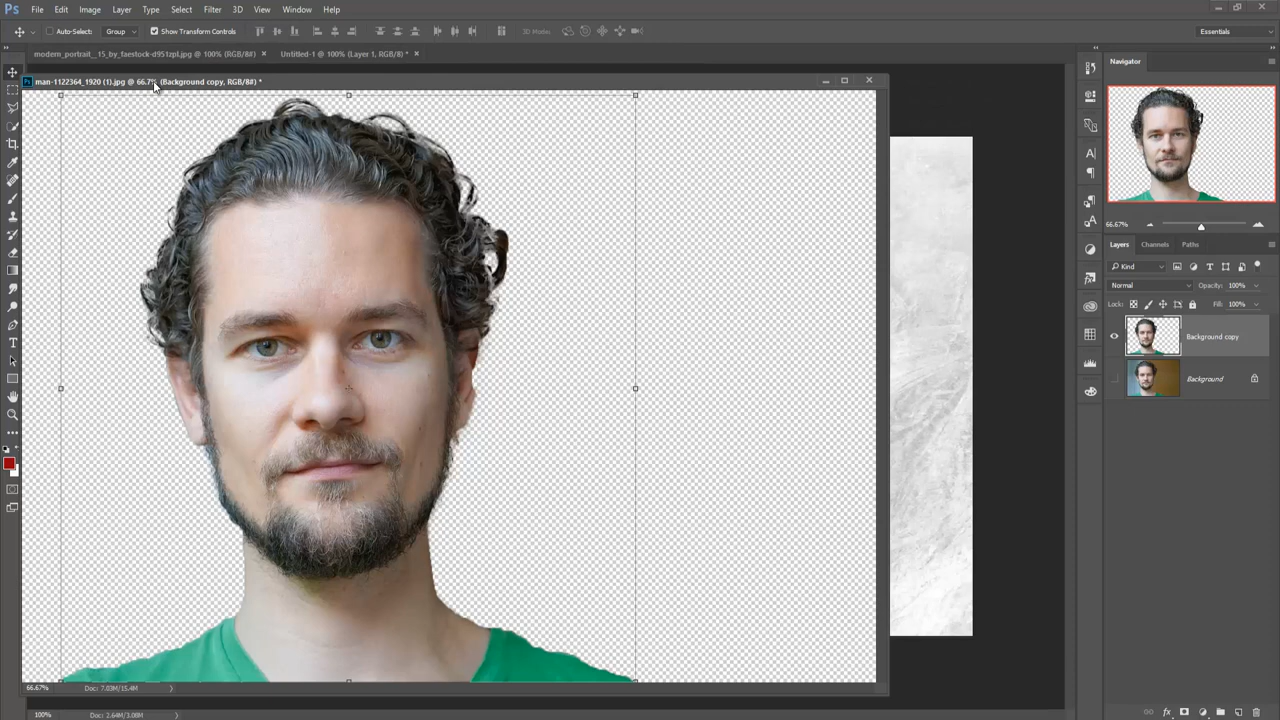 Ps File Edit Image Layer Type Select Filter 3D View Window Help
Auto-Select: Group Show Transform Controls 3D Mode: Essentials
modern_portrait__15_by_faestock-d951zpl.jpg @ 100% (RGB/8#) × Untitled-1 @ 100% (Layer 1, RGB/8) * ×
Navigator
man-1122364_1920 (1).jpg @ 66.7% (Background copy, RGB/8#) *
66.67%
Layers Channels Paths
Kind
Normal Opacity: 100%
Lock: Fill: 100%
Background copy
Background
66.67% Doc: 7.03M/15.4M
100% Doc: 2.64M/3.08M